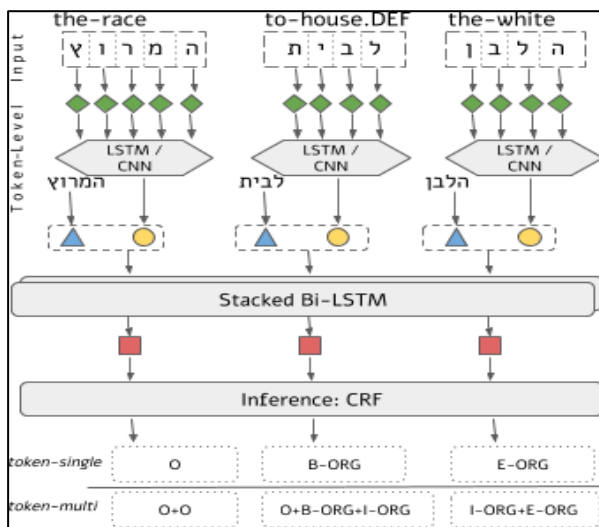 the-race to-house.DEF the-white
Token-Level Input
ה מ ר ו ץ ל ב י ת ה ל ב ן
LSTM / CNN LSTM / CNN LSTM / CNN
המרוץ לבית הלבן
Stacked Bi-LSTM
Inference: CRF
token-single O B-ORG E-ORG
token-multi O+O O+B-ORG+I-ORG I-ORG+E-ORG